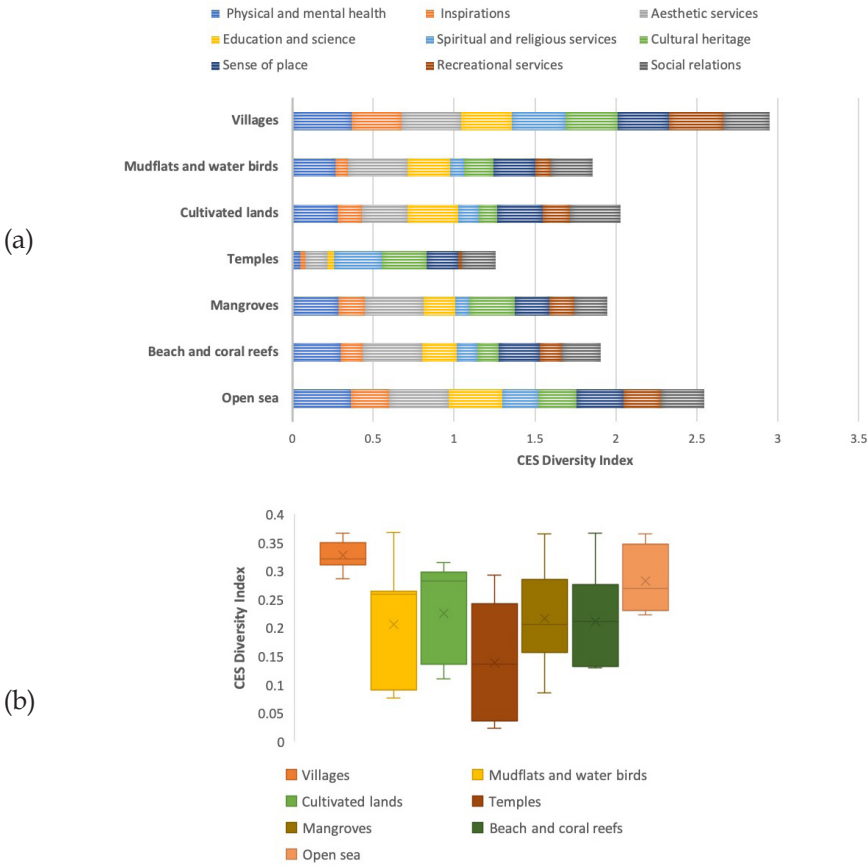 Physical and mental health Inspirations Aesthetic services
Education and science Spiritual and religious services Cultural heritage
Sense of place Recreational services Social relations
(a)
Villages
Mudflats and water birds
Cultivated lands
Temples
Mangroves
Beach and coral reefs
Open sea
0 0.5 1 1.5 2 2.5 3 3.5
CES Diversity Index
(b)
CES Diversity Index
0.4
0.35
0.3
0.25
0.2
0.15
0.1
0.05
0
Villages Mudflats and water birds
Cultivated lands Temples
Mangroves Beach and coral reefs
Open sea